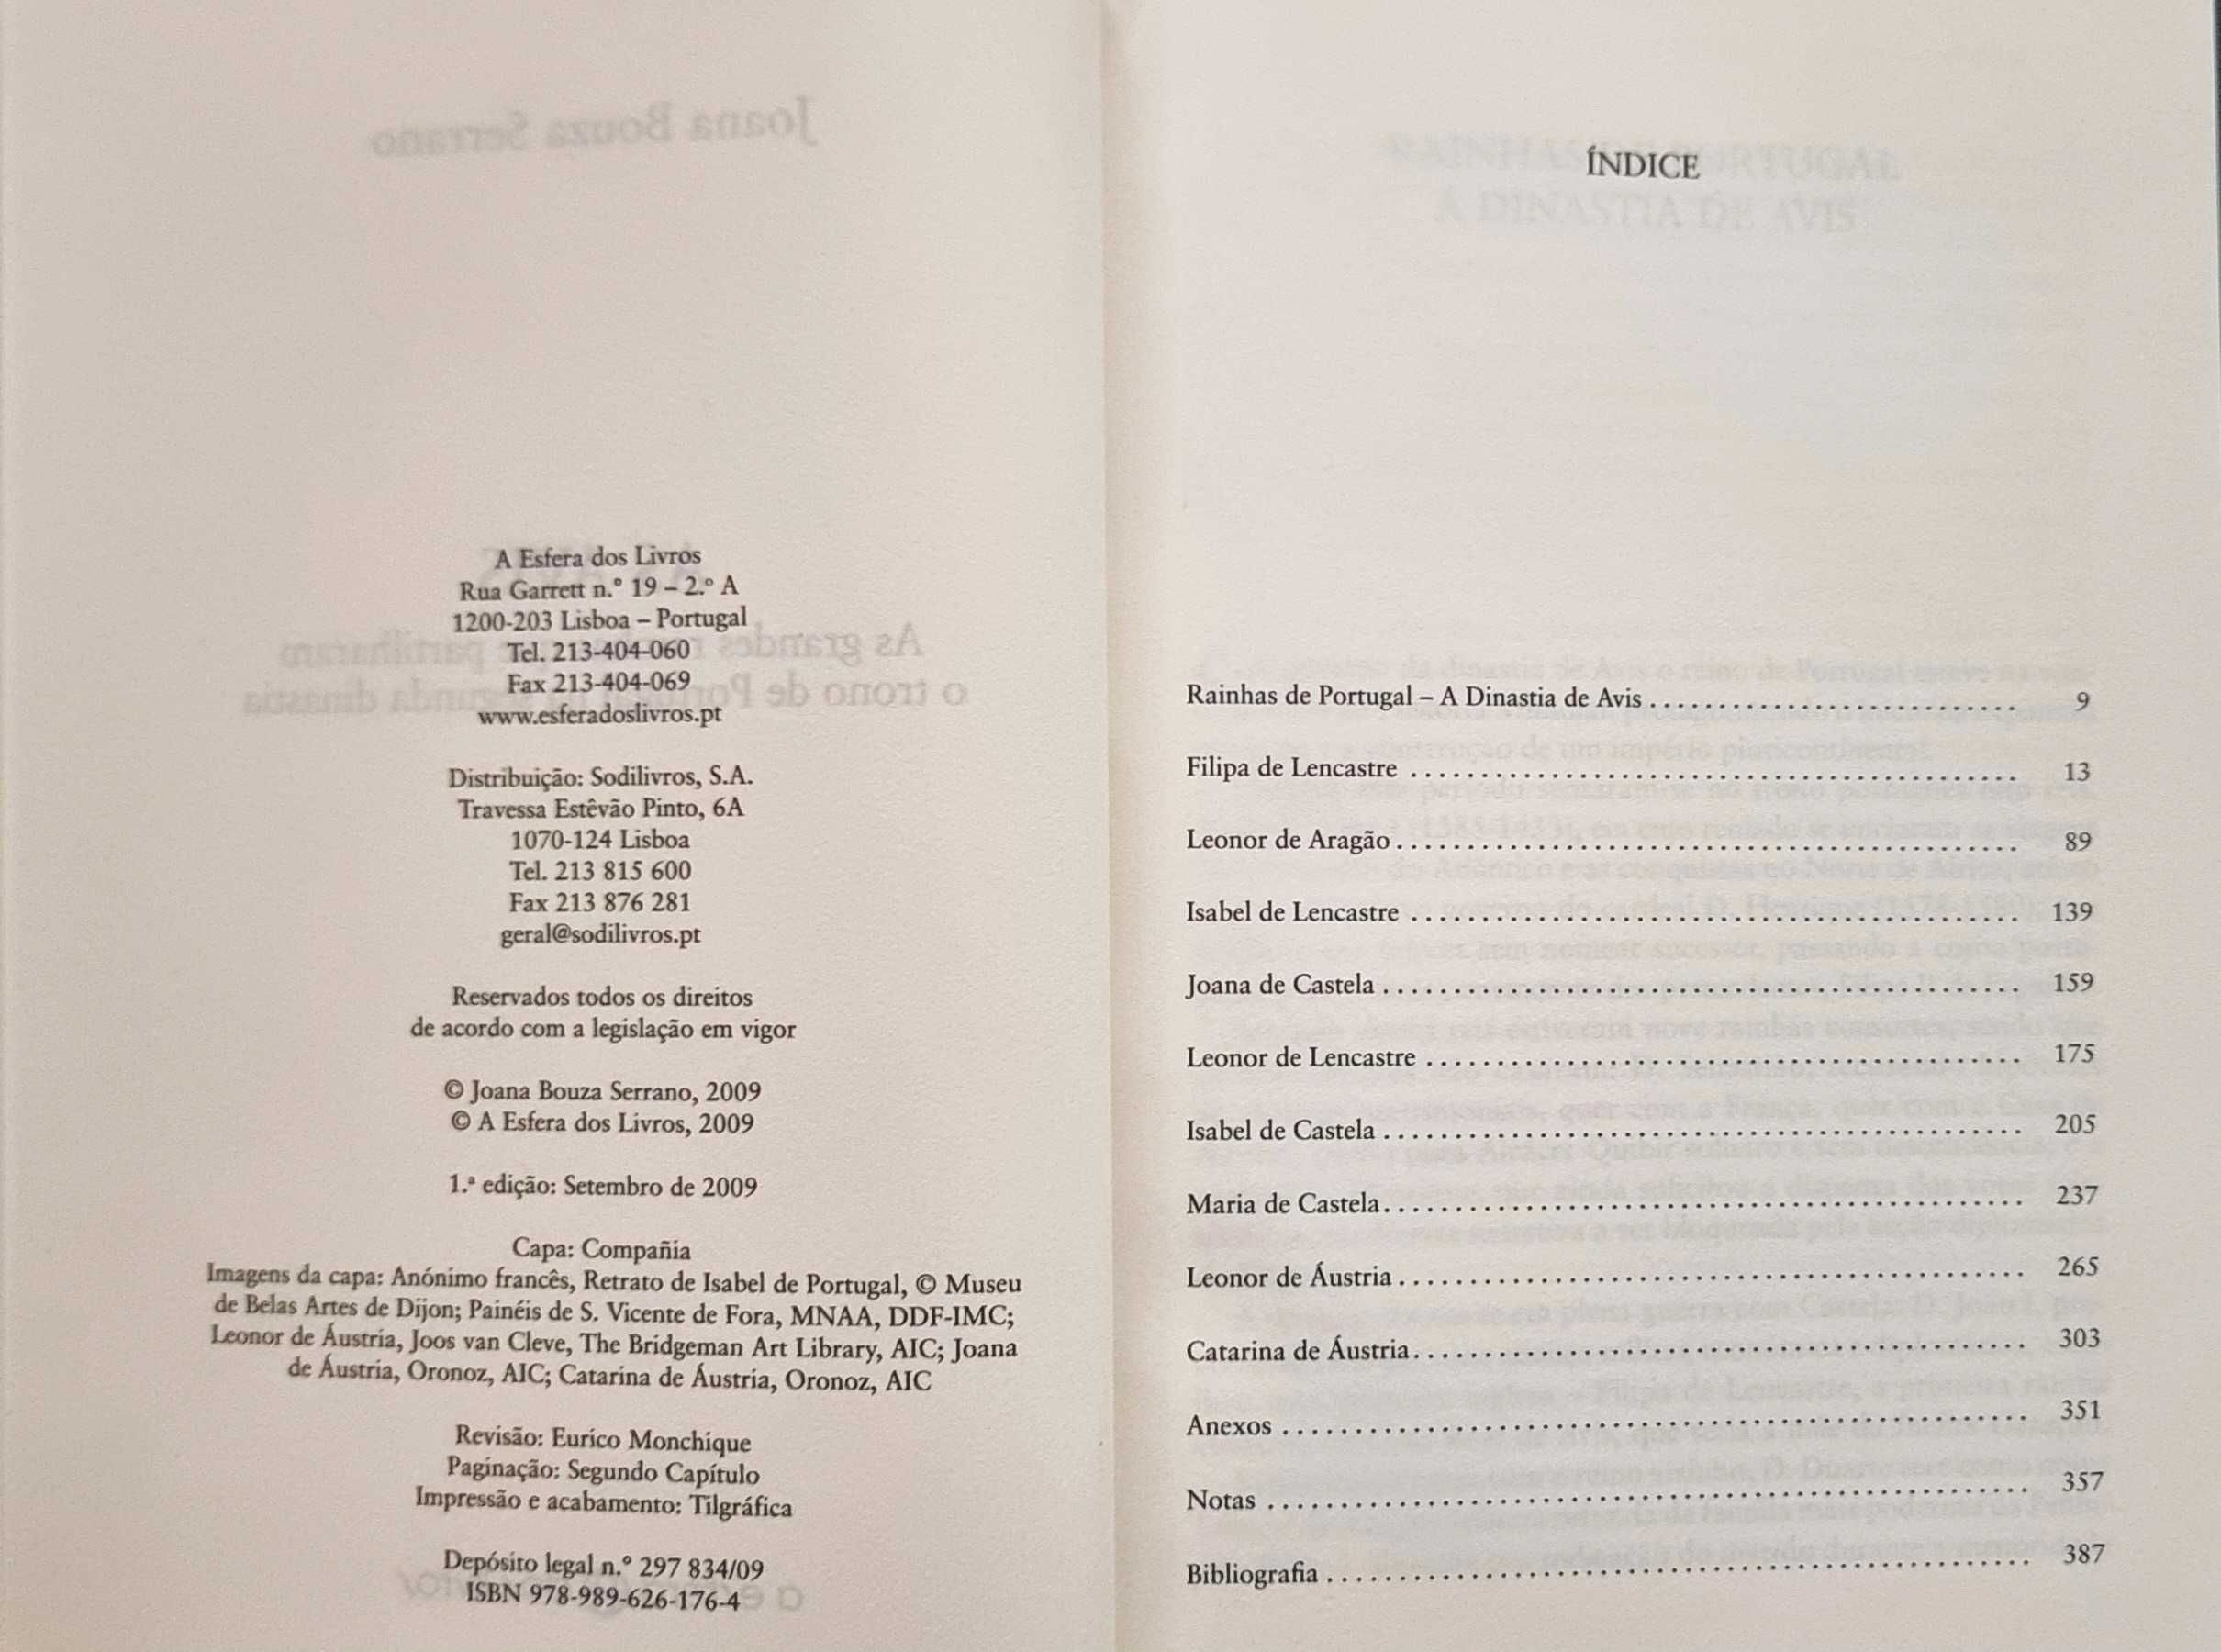 Joana Bouza Serrano
A Esfera dos Livros
Rua Garrett n.º 19 – 2.º A
1200-203 Lisboa – Portugal
Tel. 213-404-060
Fax 213-404-069
www.esferadoslivros.pt
Distribuição: Sodilivros, S.A.
Travessa Estêvão Pinto, 6A
1070-124 Lisboa
Tel. 213 815 600
Fax 213 876 281
geral@sodilivros.pt
Reservados todos os direitos
de acordo com a legislação em vigor
© Joana Bouza Serrano, 2009
© A Esfera dos Livros, 2009
1.ª edição: Setembro de 2009
Capa: Compañia
Imagens da capa: Anónimo francês, Retrato de Isabel de Portugal, © Museu
de Belas Artes de Dijon; Painéis de S. Vicente de Fora, MNAA, DDF-IMC;
Leonor de Áustria, Joos van Cleve, The Bridgeman Art Library, AIC; Joana
de Áustria, Oronoz, AIC; Catarina de Áustria, Oronoz, AIC
Revisão: Eurico Monchique
Paginação: Segundo Capítulo
Impressão e acabamento: Tilgráfica
Depósito legal n.º 297 834/09
ISBN 978-989-626-176-4
RAINHAS DE PORTUGAL
A DINASTIA DE AVIS
ÍNDICE
Rainhas de Portugal – A Dinastia de Avis ........................... 9
Filipa de Lencastre ........................................... 13
Leonor de Aragão ............................................ 89
Isabel de Lencastre ........................................... 139
Joana de Castela ............................................. 159
Leonor de Lencastre .......................................... 175
Isabel de Castela ............................................. 205
Maria de Castela ............................................. 237
Leonor de Áustria ............................................ 265
Catarina de Áustria ........................................... 303
Anexos ..................................................... 351
Notas ...................................................... 357
Bibliografia .................................................. 387